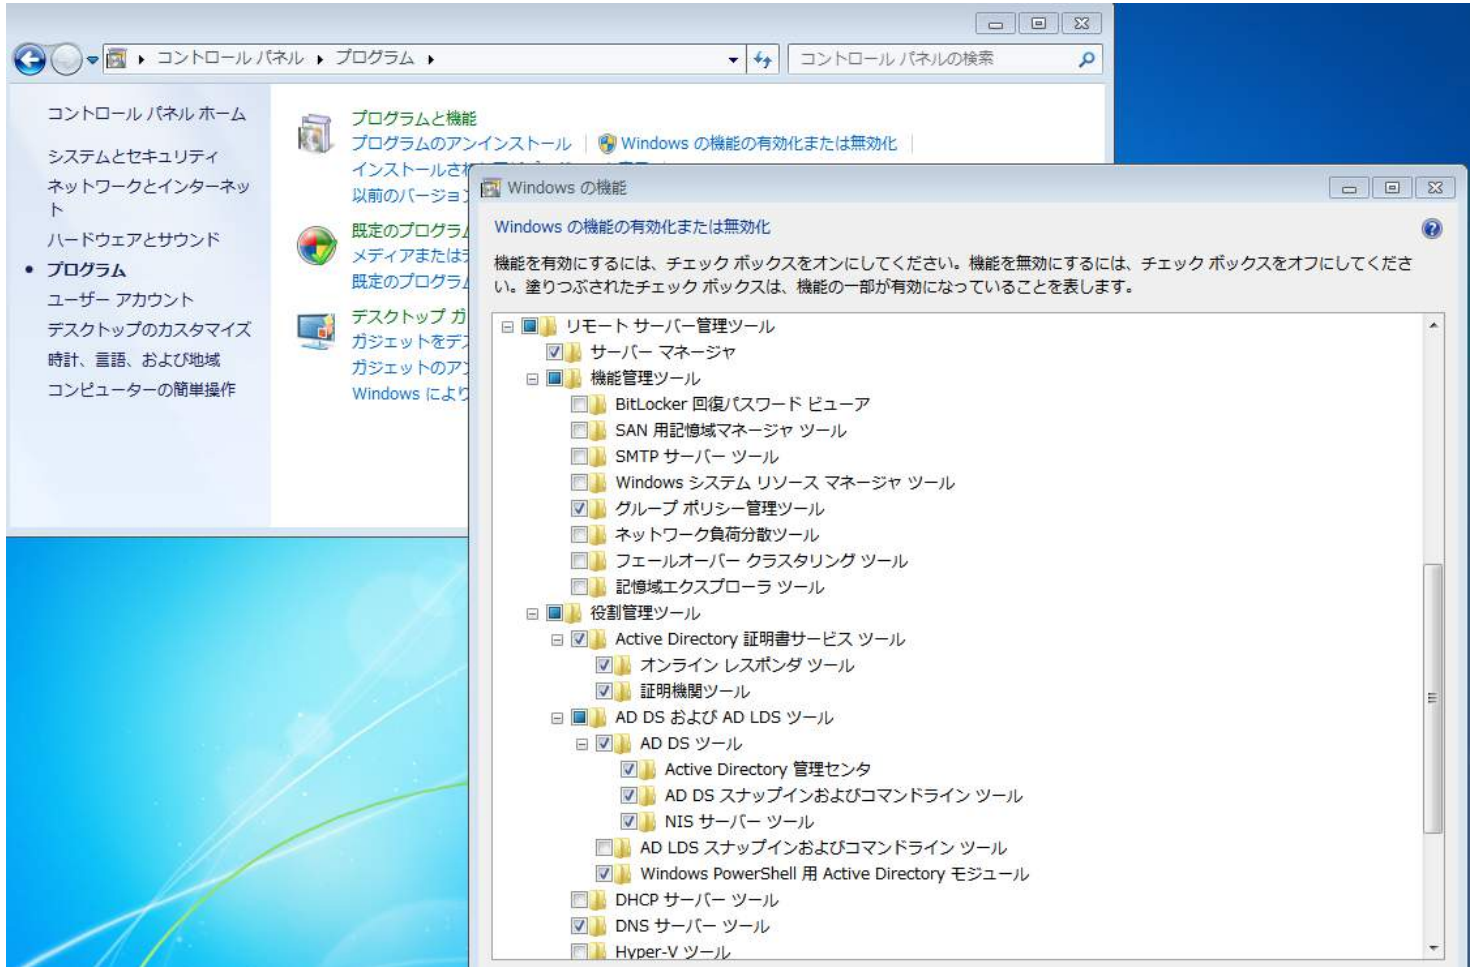 コントロール パネル ▸ プログラム ▸
コントロール パネルの検索
コントロール パネル ホーム
システムとセキュリティ
ネットワークとインターネッ
ト
ハードウェアとサウンド
プログラム
ユーザー アカウント
デスクトップのカスタマイズ
時計、言語、および地域
コンピューターの簡単操作
プログラムと機能
プログラムのアンインストール
Windows の機能の有効化または無効化
インストールされ
以前のバージョン
既定のプログラム
メディアまたは
既定のプログラム
デスクトップ ガ
ガジェットをデス
ガジェットのアン
Windows により
Windows の機能
Windows の機能の有効化または無効化
機能を有効にするには、チェック ボックスをオンにしてください。機能を無効にするには、チェック ボックスをオフにしてくださ
い。塗りつぶされたチェック ボックスは、機能の一部が有効になっていることを表します。
リモート サーバー管理ツール
サーバー マネージャ
機能管理ツール
BitLocker 回復パスワード ビューア
SAN 用記憶域マネージャ ツール
SMTP サーバー ツール
Windows システム リソース マネージャ ツール
グループ ポリシー管理ツール
ネットワーク負荷分散ツール
フェールオーバー クラスタリング ツール
記憶域エクスプローラ ツール
役割管理ツール
Active Directory 証明書サービス ツール
オンライン レスポンダ ツール
証明機関ツール
AD DS および AD LDS ツール
AD DS ツール
Active Directory 管理センタ
AD DS スナップインおよびコマンドライン ツール
NIS サーバー ツール
AD LDS スナップインおよびコマンドライン ツール
Windows PowerShell 用 Active Directory モジュール
DHCP サーバー ツール
DNS サーバー ツール
Hyper-V ツール